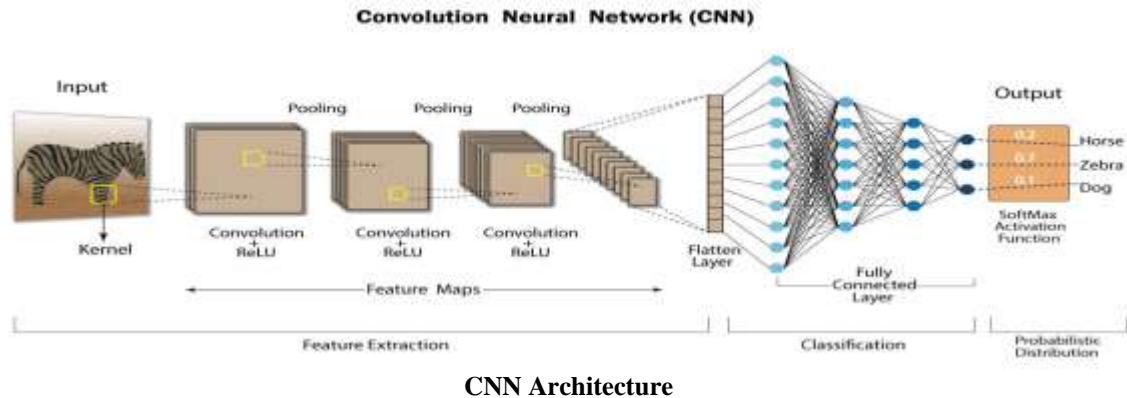 Convolution Neural Network (CNN)
Input
Output
Pooling
Pooling
Pooling
0.2
0.7
0.1
Horse
Zebra
Dog
Kernel
Convolution
+
ReLU
Convolution
+
ReLU
Convolution
+
ReLU
Flatten
Layer
SoftMax
Activation
Function
Feature Maps
Fully
Connected
Layer
Feature Extraction
Classification
Probabilistic
Distribution
CNN Architecture